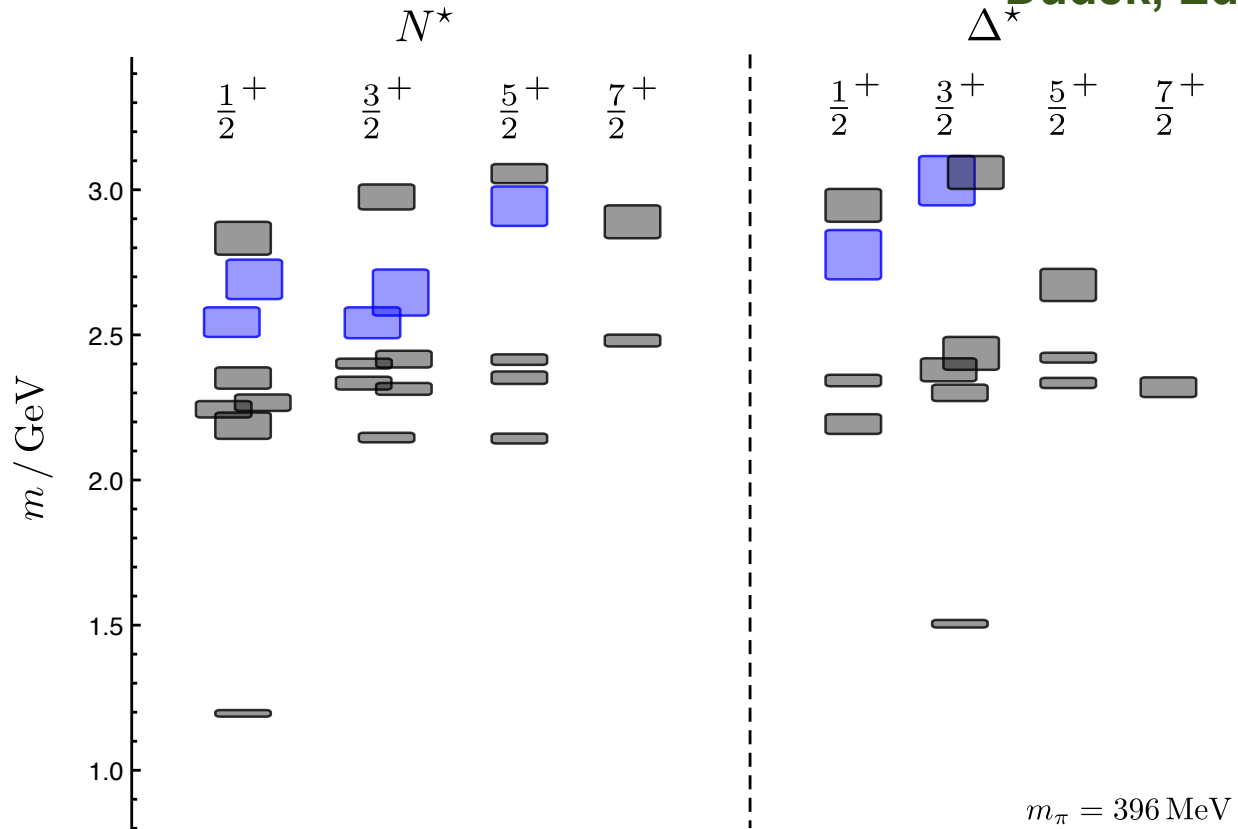 N⋆ Δ⋆
1/2+ 3/2+ 5/2+ 7/2+ 1/2+ 3/2+ 5/2+ 7/2+
3.0
2.5
2.0
1.5
1.0
m / GeV
mπ = 396 MeV